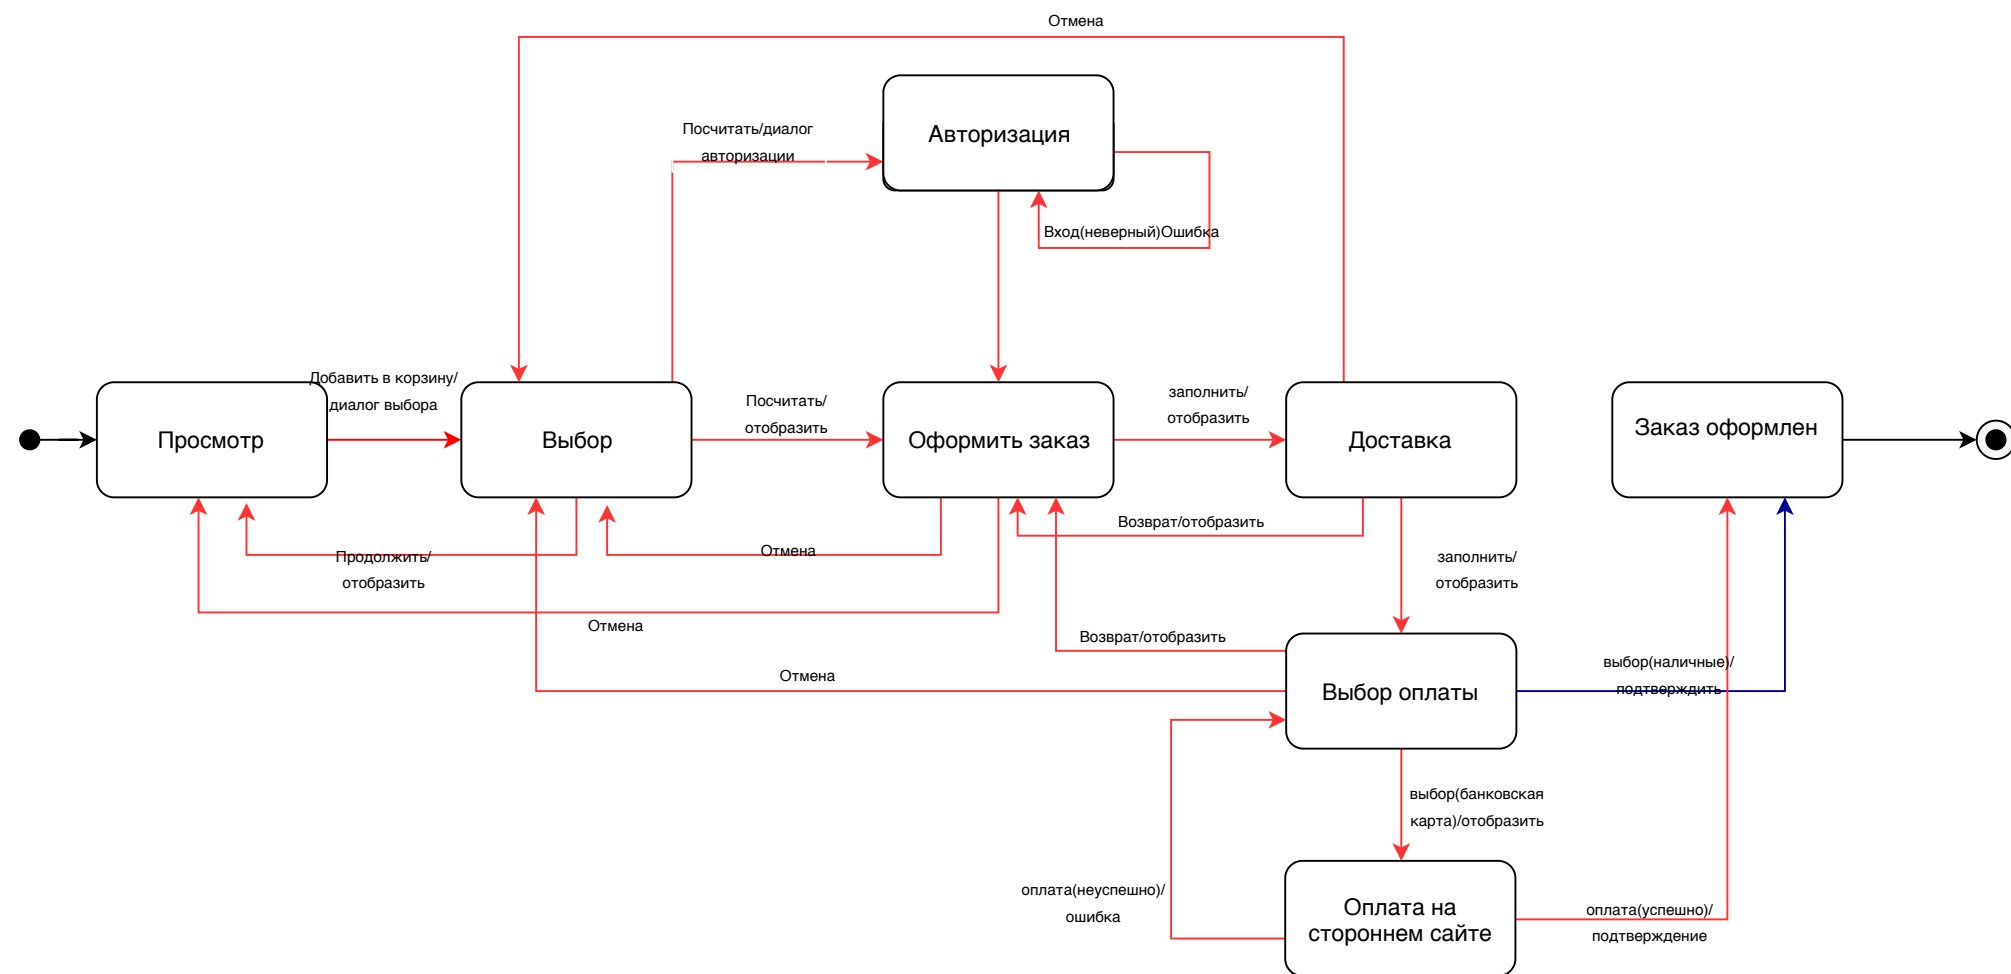 Отмена
Авторизация
Посчитать/диалог
авторизации
Вход(неверный)Ошибка
Добавить в корзину/
диалог выбора
Посчитать/
отобразить
заполнить/
отобразить
Просмотр
Выбор
Оформить заказ
Доставка
Заказ оформлен
Возврат/отобразить
Продолжить/
отобразить
Отмена
заполнить/
отобразить
Отмена
Возврат/отобразить
Отмена
Выбор оплаты
выбор(наличные)/
подтвердить
выбор(банковская
карта)/отобразить
оплата(неуспешно)/
ошибка
Оплата на
стороннем сайте
оплата(успешно)/
подтверждение